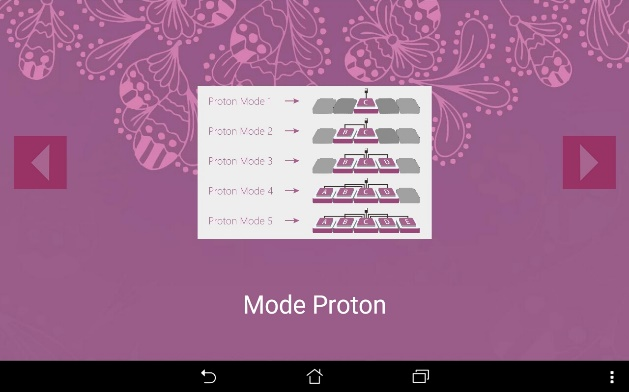 Proton Mode 1
C
Proton Mode 2
B C
Proton Mode 3
B C D
Proton Mode 4
A B C D
Proton Mode 5
A B C D E
Mode Proton